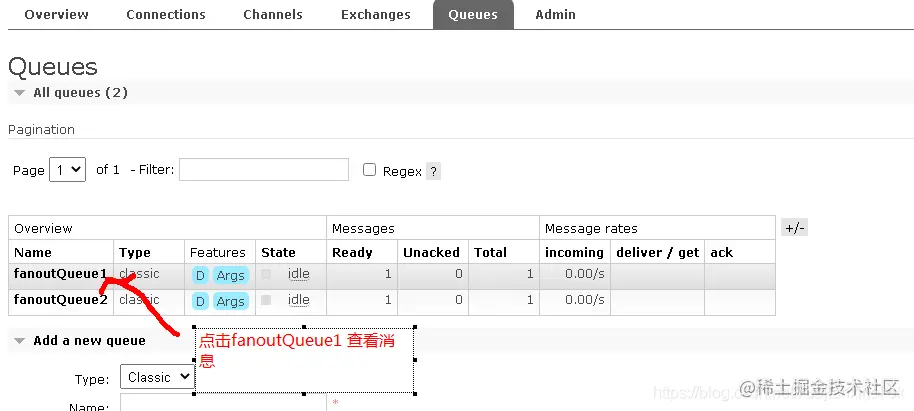 Overview Connections Channels Exchanges Queues Admin
Queues
All queues (2)
Pagination
Page 1 of 1 - Filter: Regex ?
Overview Messages Message rates +/-
Name Type Features State Ready Unacked Total incoming deliver / get ack
fanoutQueue1 classic D Args idle 1 0 1 0.00/s
fanoutQueue2 classic D Args idle 1 0 1 0.00/s
Add a new queue
点击fanoutQueue1 查看消
息
Type: Classic
Name: *
https://blog.c
@稀土掘金技术社区